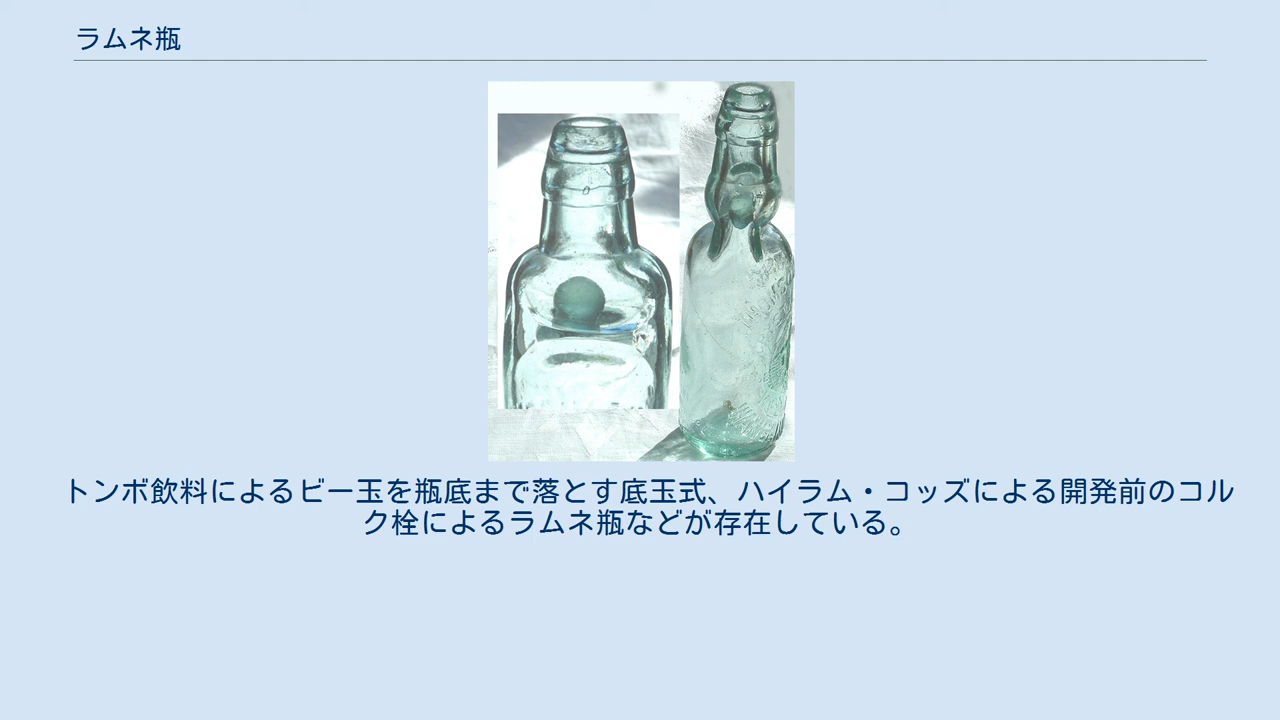 ラムネ瓶
トンボ飲料によるビー玉を瓶底まで落とす底玉式、ハイラム・コッズによる開発前のコル
ク栓によるラムネ瓶などが存在している。